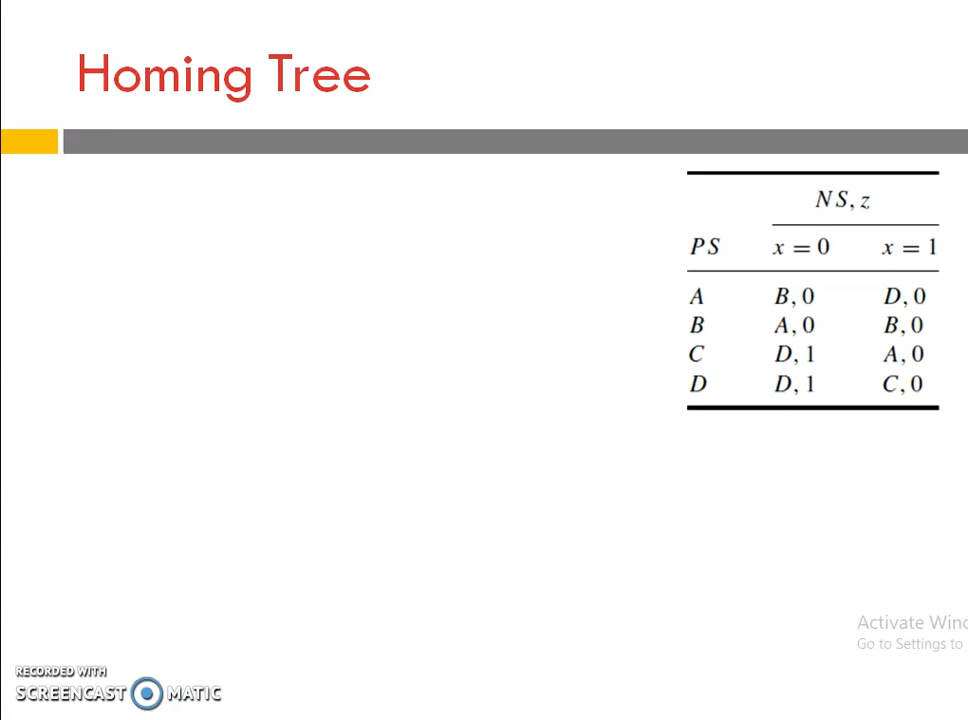 Homing Tree
NS, z
PS x = 0 x = 1
A B, 0 D, 0
B A, 0 B, 0
C D, 1 A, 0
D D, 1 C, 0
Activate Win
Go to Settings to
RECORDED WITH
SCREENCAST MATIC